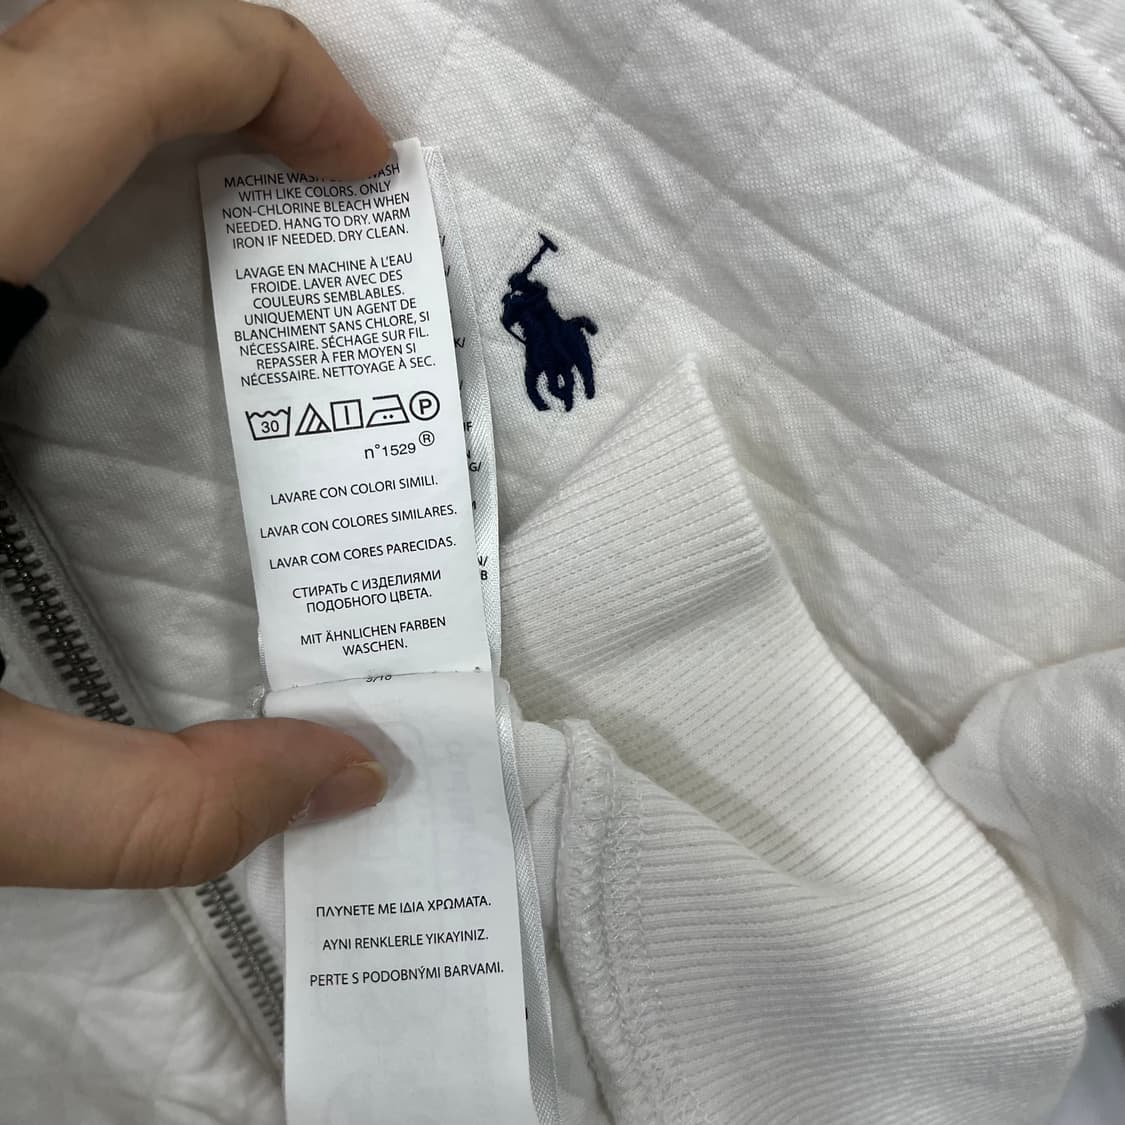 MACHINE WASH
WITH LIKE COLORS. ONLY
NON-CHLORINE BLEACH WHEN
NEEDED. HANG TO DRY. WARM
IRON IF NEEDED. DRY CLEAN.
LAVAGE EN MACHINE À L'EAU
FROIDE. LAVER AVEC DES
COULEURS SEMBLABLES.
UNIQUEMENT UN AGENT DE
BLANCHIMENT SANS CHLORE, SI
NÉCESSAIRE. SÉCHAGE SUR FIL.
REPASSER À FER MOYEN SI
NÉCESSAIRE. NETTOYAGE À SEC.
30 P
n°1529 ®
LAVARE CON COLORI SIMILI.
LAVAR CON COLORES SIMILARES.
LAVAR COM CORES PARECIDAS.
СТИРАТЬ С ИЗДЕЛИЯМИ
ПОДОБНОГО ЦВЕТА.
MIT ÄHNLICHEN FARBEN
WASCHEN.
ΠΛΥΝΕΤΕ ΜΕ ΙΔΙΑ ΧΡΩΜΑΤΑ.
AYNI RENKLERLE YIKAYINIZ.
PERTE S PODOBNÝMI BARVAMI.